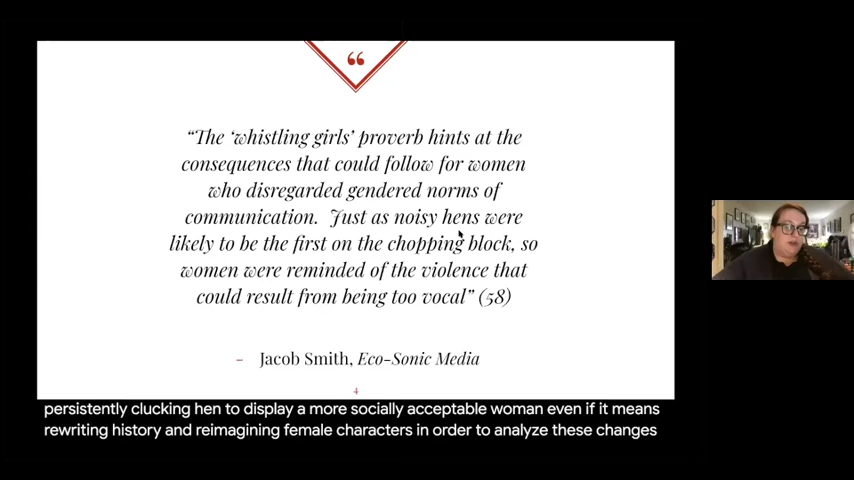 “
“The ‘whistling girls’ proverb hints at the
consequences that could follow for women
who disregarded gendered norms of
communication. Just as noisy hens were
likely to be the first on the chopping block, so
women were reminded of the violence that
could result from being too vocal” (58)
– Jacob Smith, Eco-Sonic Media
4
persistently clucking hen to display a more socially acceptable woman even if it means
rewriting history and reimagining female characters in order to analyze these changes